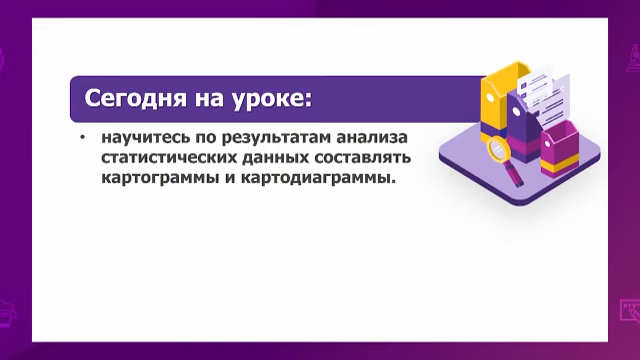 Сегодня на уроке:
• научитесь по результатам анализа
статистических данных составлять
картограммы и картодиаграммы.